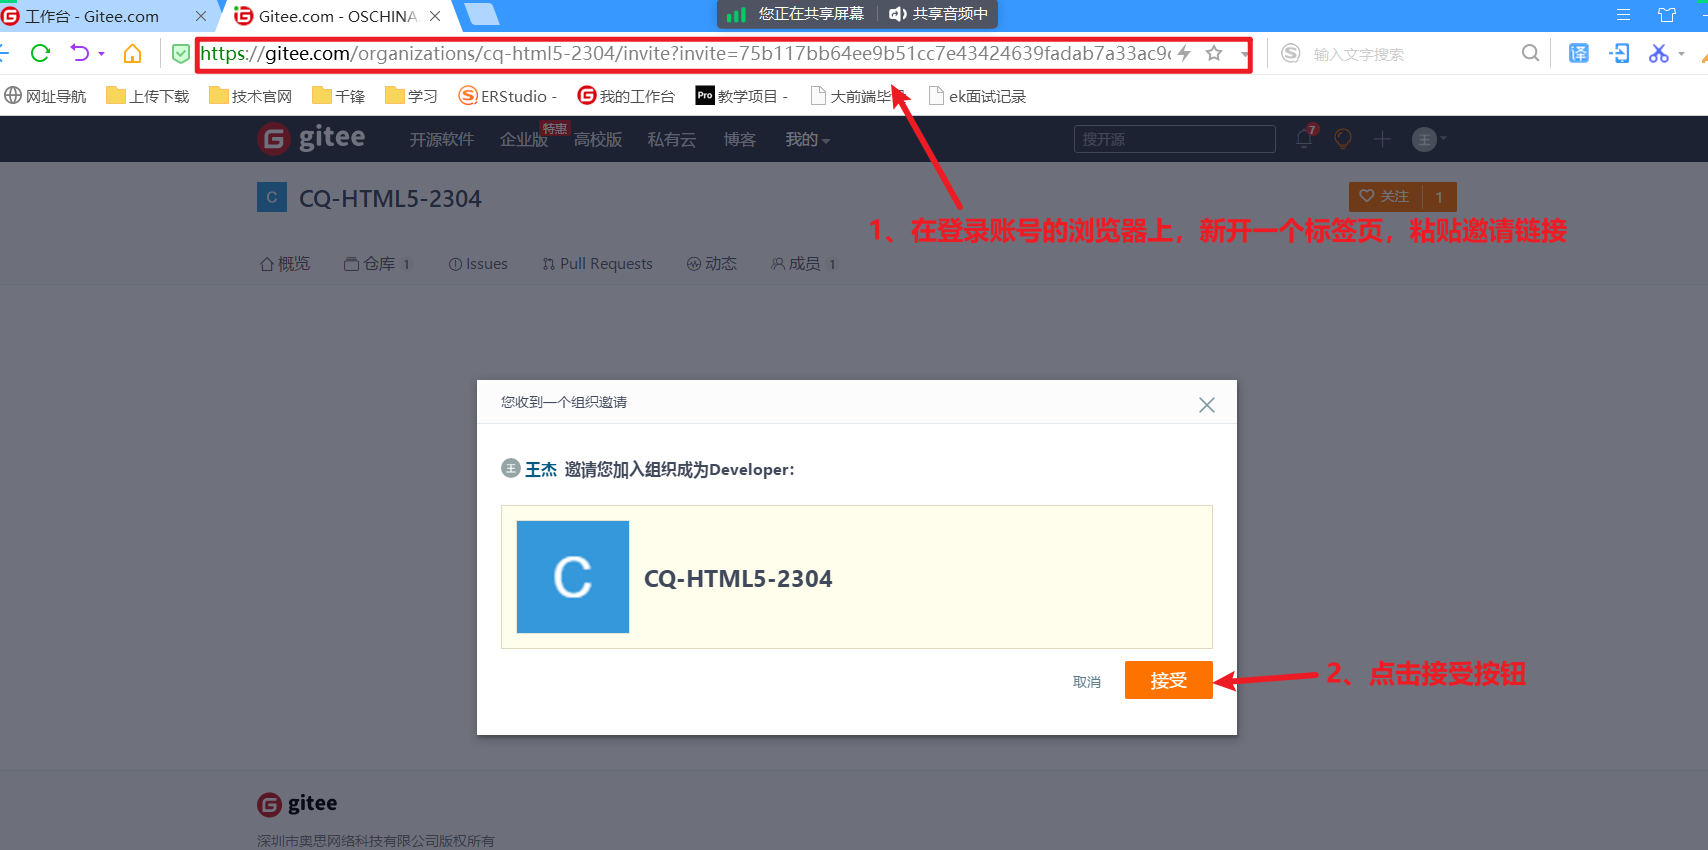 工作台 - Gitee.com
Gitee.com - OSCHINA
您正在共享屏幕
共享音频中
https://gitee.com/organizations/cq-html5-2304/invite?invite=75b117bb64ee9b51cc7e43424639fadab7a33ac9
输入文字搜索
译
网址导航
上传下载
技术官网
千锋
学习
ERStudio -
我的工作台
Pro
教学项目 -
大前端毕
ek面试记录
gitee
开源软件
企业版
特惠
高校版
私有云
博客
我的
搜开源
7
王
C
CQ-HTML5-2304
关注
1
1、在登录账号的浏览器上，新开一个标签页，粘贴邀请链接
概览
仓库 1
Issues
Pull Requests
动态
成员 1
您收到一个组织邀请
王 王杰 邀请您加入组织成为Developer：
C
CQ-HTML5-2304
取消
接受
2、点击接受按钮
gitee
深圳市奥思网络科技有限公司版权所有